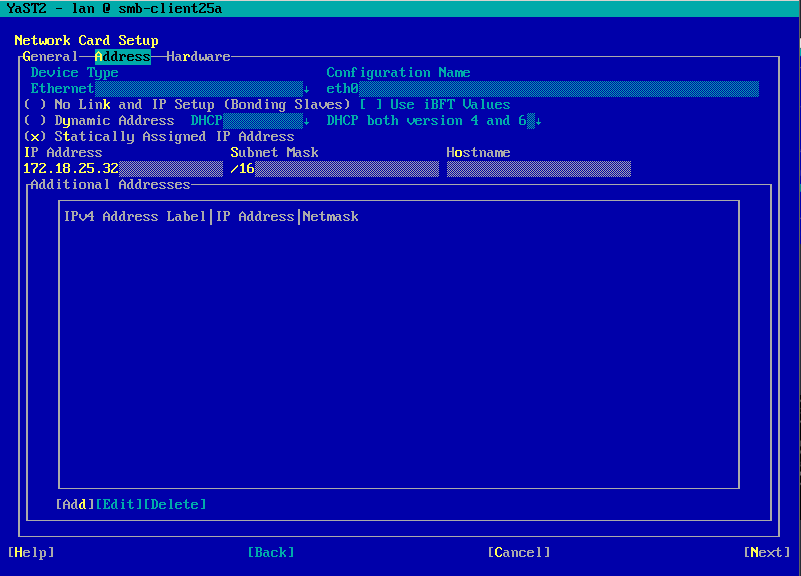 YaST2 - lan @ smb-client25a
Network Card Setup
General Address Hardware
Device Type Configuration Name
Ethernet ↓ eth0
( ) No Link and IP Setup (Bonding Slaves) [ ] Use iBFT Values
( ) Dynamic Address DHCP ↓ DHCP both version 4 and 6 ↓
(x) Statically Assigned IP Address
IP Address Subnet Mask Hostname
172.18.25.32 /16
Additional Addresses
IPv4 Address Label|IP Address|Netmask
[Add][Edit][Delete]
[Help] [Back] [Cancel] [Next]